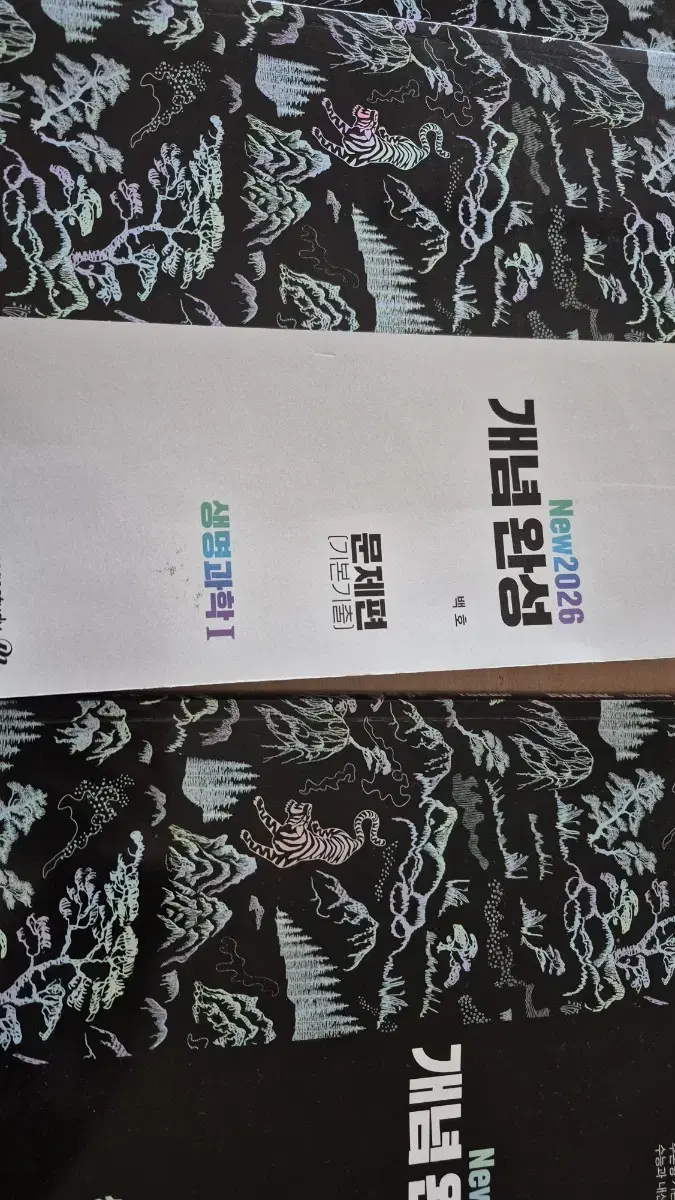 New2026
개념 완성
백호
문제편
(기본기출)
생명과학 I
New
개념